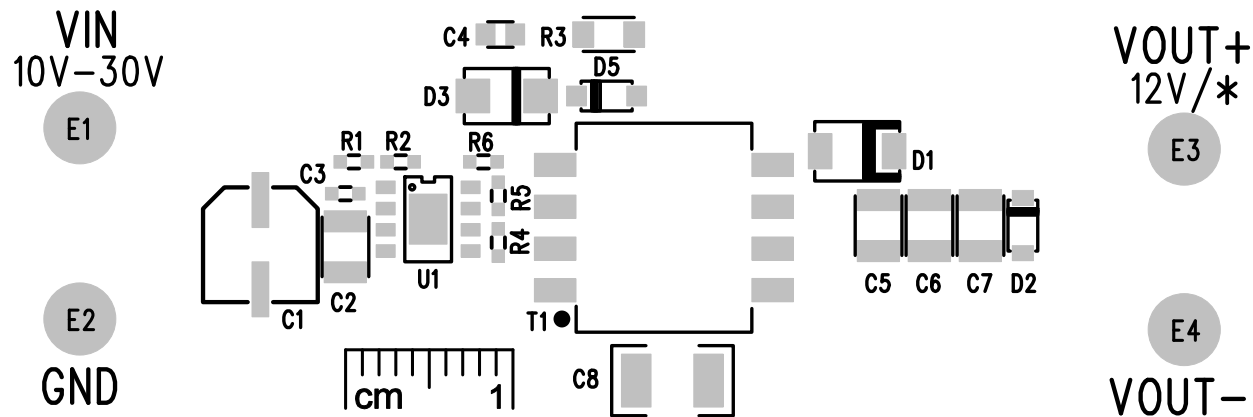 VIN
10V-30V
E1
E2
GND
C4
R3
D5
D3
R1
R2
R6
C3
R5
R4
U1
C2
C1
T1
cm 1
C8
D1
C5
C6
C7
D2
VOUT+
12V/*
E3
E4
VOUT-